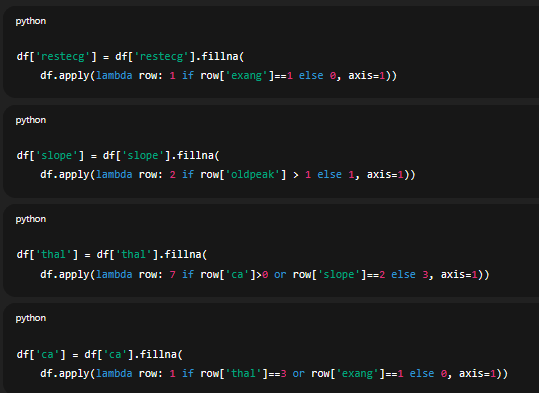 python
df['restecg'] = df['restecg'].fillna(
    df.apply(lambda row: 1 if row['exang']==1 else 0, axis=1))
python
df['slope'] = df['slope'].fillna(
    df.apply(lambda row: 2 if row['oldpeak'] > 1 else 1, axis=1))
python
df['thal'] = df['thal'].fillna(
    df.apply(lambda row: 7 if row['ca']>0 or row['slope']==2 else 3, axis=1))
python
df['ca'] = df['ca'].fillna(
    df.apply(lambda row: 1 if row['thal']==3 or row['exang']==1 else 0, axis=1))